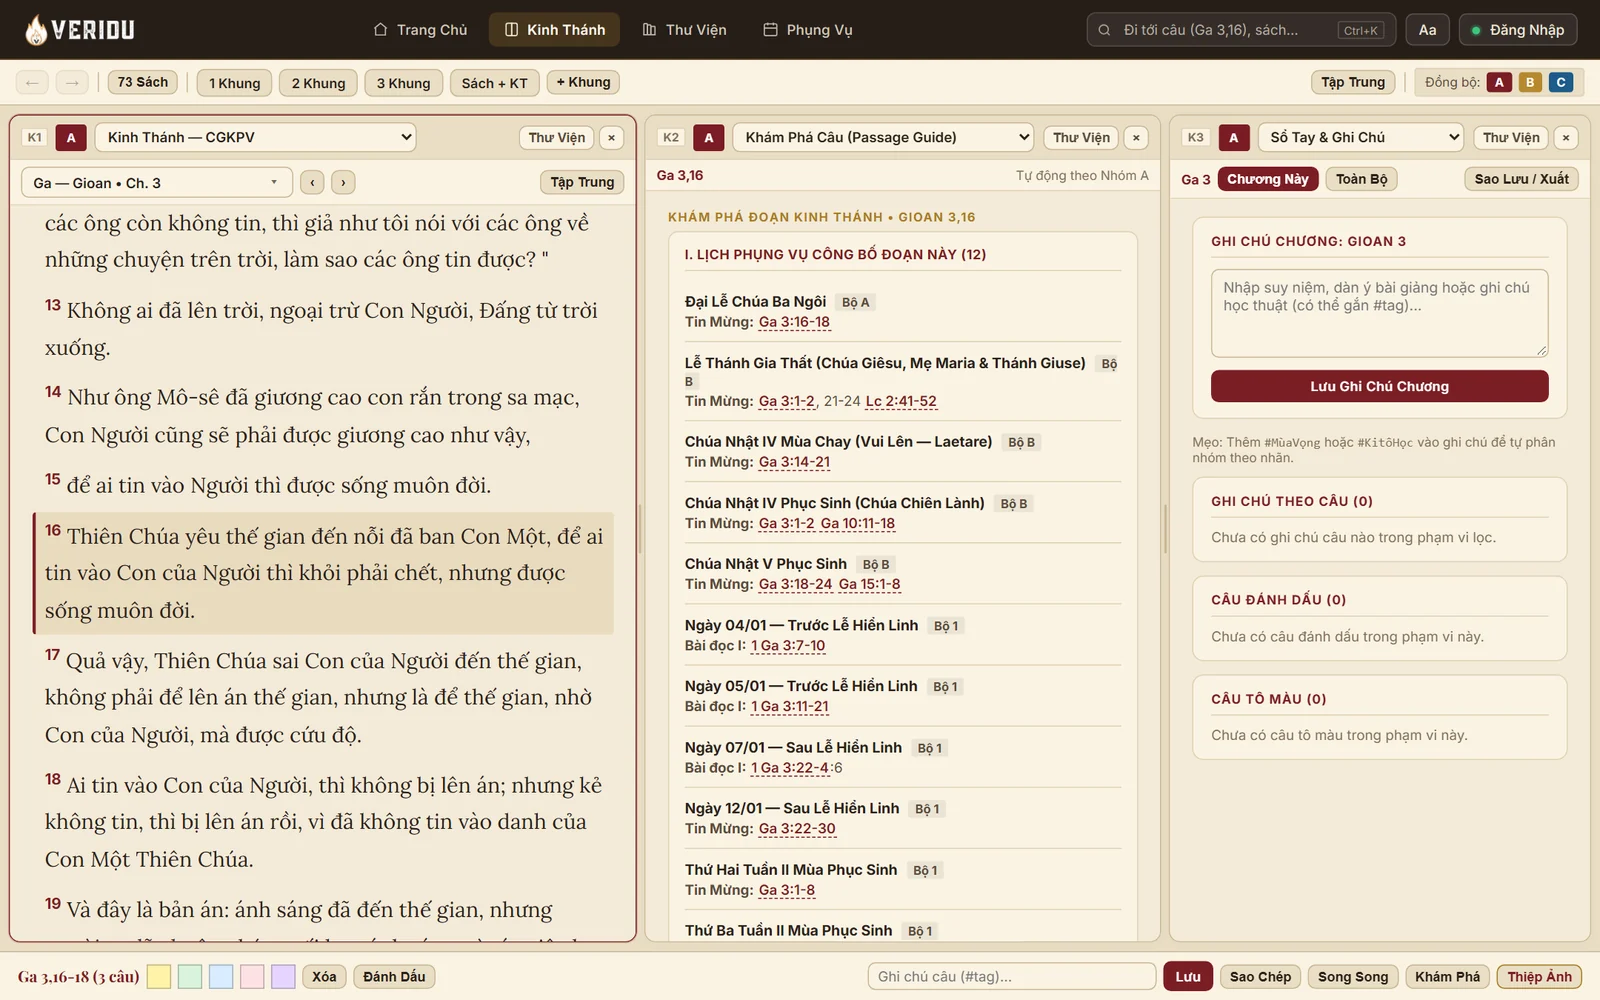 VERIDU
Trang Chủ
Kinh Thánh
Thư Viện
Phụng Vụ
Đi tới câu (Ga 3,16), sách...
Ctrl+K
Aa
Đăng Nhập
←
→
73 Sách
1 Khung
2 Khung
3 Khung
Sách + KT
+ Khung
Tập Trung
Đồng bộ: A B C
K1 A Kinh Thánh — CGKPV
Thư Viện ×
Ga — Gioan • Ch. 3
‹ ›
Tập Trung
các ông còn không tin, thì giả như tôi nói với các ông về
những chuyện trên trời, làm sao các ông tin được? "
13 Không ai đã lên trời, ngoại trừ Con Người, Đấng từ trời
xuống.
14 Như ông Mô-sê đã giương cao con rắn trong sa mạc,
Con Người cũng sẽ phải được giương cao như vậy,
15 để ai tin vào Người thì được sống muôn đời.
16 Thiên Chúa yêu thế gian đến nỗi đã ban Con Một, để ai
tin vào Con của Người thì khỏi phải chết, nhưng được
sống muôn đời.
17 Quả vậy, Thiên Chúa sai Con của Người đến thế gian,
không phải để lên án thế gian, nhưng là để thế gian, nhờ
Con của Người, mà được cứu độ.
18 Ai tin vào Con của Người, thì không bị lên án; nhưng kẻ
không tin, thì bị lên án rồi, vì đã không tin vào danh của
Con Một Thiên Chúa.
19 Và đây là bản án: ánh sáng đã đến thế gian, nhưng
K2 A Khám Phá Câu (Passage Guide)
Thư Viện ×
Ga 3,16
Tự động theo Nhóm A
KHÁM PHÁ ĐOẠN KINH THÁNH • GIOAN 3,16
I. LỊCH PHỤNG VỤ CÔNG BỐ ĐOẠN NÀY (12)
Đại Lễ Chúa Ba Ngôi Bộ A
Tin Mừng: Ga 3:16-18
Lễ Thánh Gia Thất (Chúa Giêsu, Mẹ Maria & Thánh Giuse) Bộ
B
Tin Mừng: Ga 3:1-2, 21-24 Lc 2:41-52
Chúa Nhật IV Mùa Chay (Vui Lên — Laetare) Bộ B
Tin Mừng: Ga 3:14-21
Chúa Nhật IV Phục Sinh (Chúa Chiên Lành) Bộ B
Tin Mừng: Ga 3:1-2 Ga 10:11-18
Chúa Nhật V Phục Sinh Bộ B
Tin Mừng: Ga 3:18-24 Ga 15:1-8
Ngày 04/01 — Trước Lễ Hiển Linh Bộ 1
Bài đọc I: 1 Ga 3:7-10
Ngày 05/01 — Trước Lễ Hiển Linh Bộ 1
Bài đọc I: 1 Ga 3:11-21
Ngày 07/01 — Sau Lễ Hiển Linh Bộ 1
Bài đọc I: 1 Ga 3:22-4:6
Ngày 12/01 — Sau Lễ Hiển Linh Bộ 1
Tin Mừng: Ga 3:22-30
Thứ Hai Tuần II Mùa Phục Sinh Bộ 1
Tin Mừng: Ga 3:1-8
Thứ Ba Tuần II Mùa Phục Sinh Bộ 1
K3 A Sổ Tay & Ghi Chú
Thư Viện ×
Ga 3 Chương Này Toàn Bộ
Sao Lưu / Xuất
GHI CHÚ CHƯƠNG: GIOAN 3
Nhập suy niệm, dàn ý bài giảng hoặc ghi chú
học thuật (có thể gắn #tag)...
Lưu Ghi Chú Chương
Mẹo: Thêm #MùaVọng hoặc #KitôHọc vào ghi chú để tự phân
nhóm theo nhãn.
GHI CHÚ THEO CÂU (0)
Chưa có ghi chú câu nào trong phạm vi lọc.
CÂU ĐÁNH DẤU (0)
Chưa có câu đánh dấu trong phạm vi này.
CÂU TÔ MÀU (0)
Chưa có câu tô màu trong phạm vi này.
Ga 3,16-18 (3 câu)
Xóa
Đánh Dấu
Ghi chú câu (#tag)...
Lưu
Sao Chép
Song Song
Khám Phá
Thiệp Ảnh